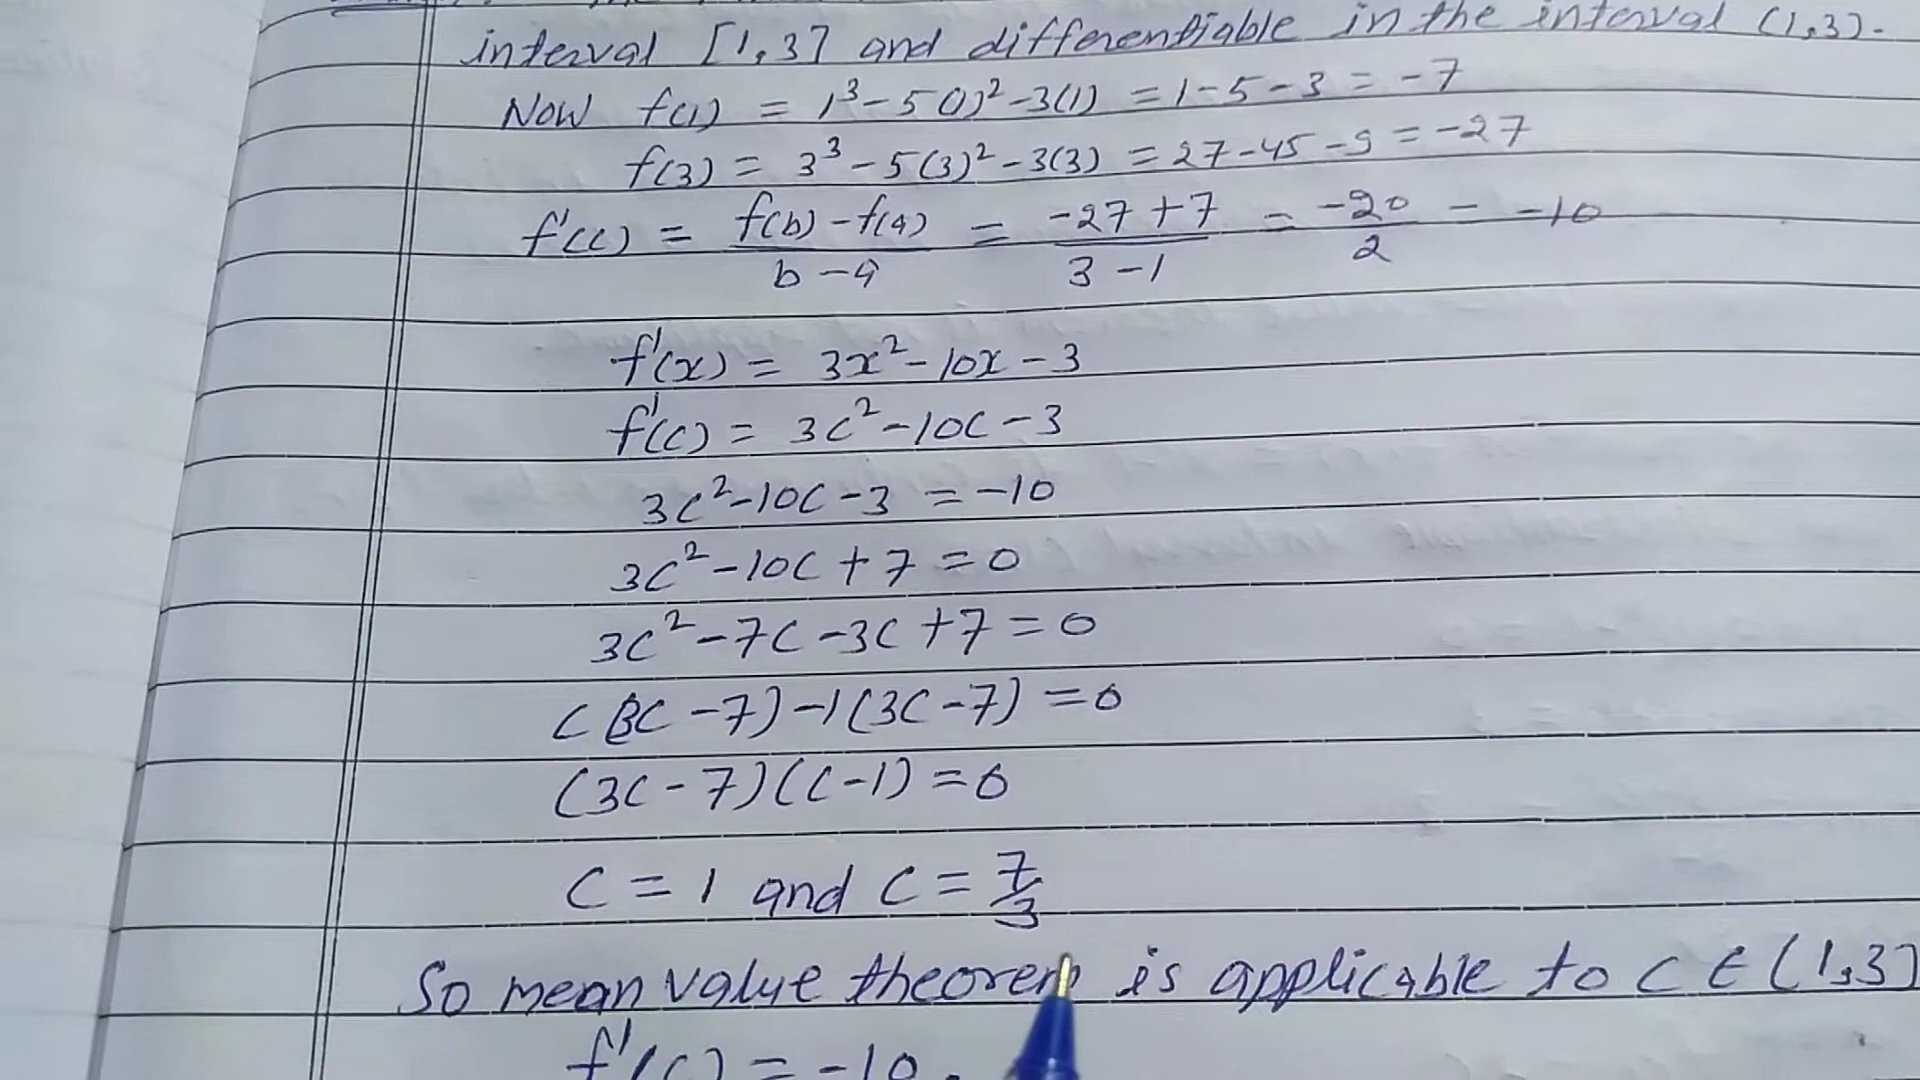 interval [1,3] and differentiable in the interval (1,3).
Now f(1) = 1³-5(1)²-3(1) = 1-5-3 = -7
f(3) = 3³-5(3)²-3(3) = 27-45-9 = -27
f'(c) = f(b)-f(a) / b-a = -27+7 / 3-1 = -20 / 2 = -10
f'(x) = 3x²-10x-3
f'(c) = 3c²-10c-3
3c²-10c-3 = -10
3c²-10c+7 = 0
3c²-7c-3c+7 = 0
c(3c-7)-1(3c-7) = 0
(3c-7)(c-1) = 0
c = 1 and c = 7/3
So mean value theorem is applicable to c ∈ (1,3)
f'(c) = -10.